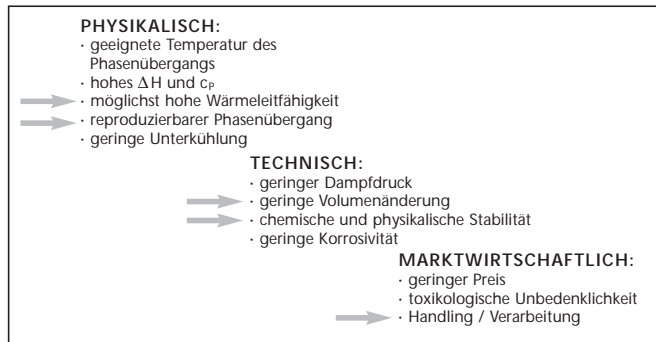 PHYSIKALISCH:
· geeignete Temperatur des
Phasenübergangs
· hohes ΔH und cP
· möglichst hohe Wärmeleitfähigkeit
· reproduzierbarer Phasenübergang
· geringe Unterkühlung
TECHNISCH:
· geringer Dampfdruck
· geringe Volumenänderung
· chemische und physikalische Stabilität
· geringe Korrosivität
MARKTWIRTSCHAFTLICH:
· geringer Preis
· toxikologische Unbedenklichkeit
· Handling / Verarbeitung